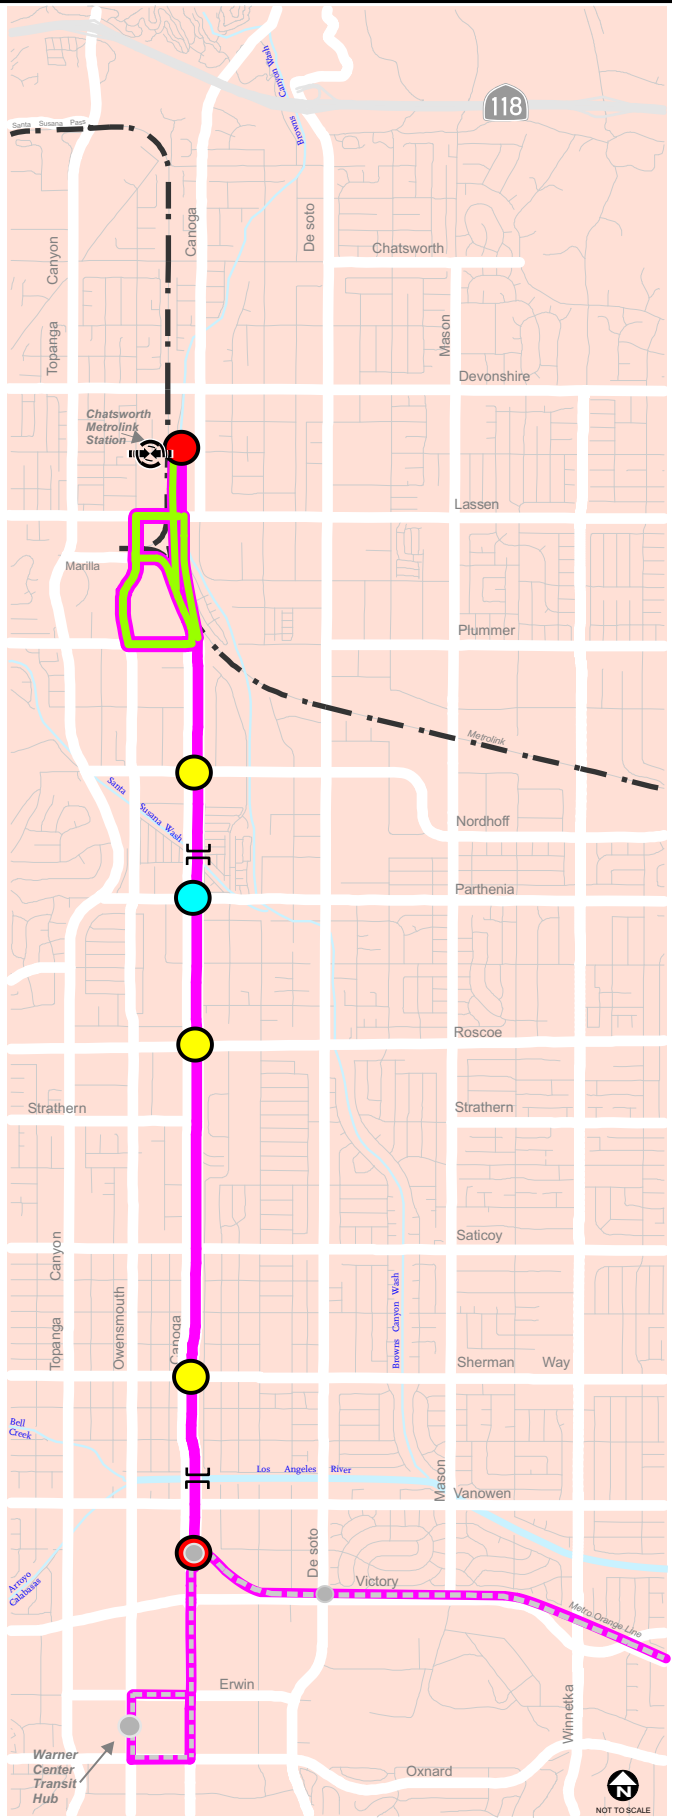 Canyon Wash
118
Santa Susana Pass
Browns
Canoga
De soto
Canyon
Chatsworth
Topanga
Mason
Devonshire
Chatsworth
Metrolink
Station
Lassen
Marilla
Plummer
Metrolink
Santa
Susana Wash
Nordhoff
Parthenia
Roscoe
Strathern
Strathern
Canyon
Saticoy
Owensmouth
Browns Canyon Wash
Topanga
Canoga
Sherman Way
Bell
Creek
Los Angeles River
Mason
Vanowen
De soto
Arroyo
Calabasas
Victory
Metro Orange Line
Erwin
Winnetka
Warner
Center
Transit
Hub
Oxnard
N
NOT TO SCALE